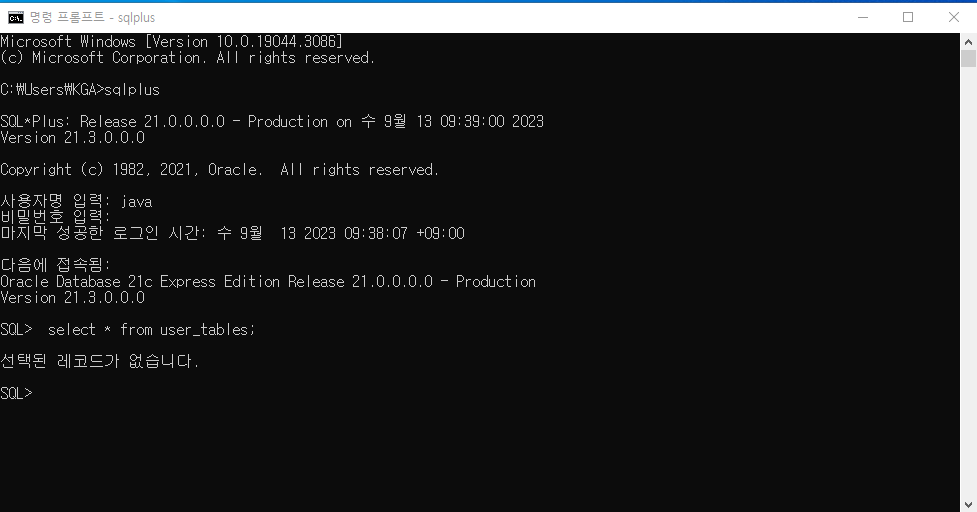 명령 프롬프트 - sqlplus
Microsoft Windows [Version 10.0.19044.3086]
(c) Microsoft Corporation. All rights reserved.
C:₩Users₩KGA>sqlplus
SQL*Plus: Release 21.0.0.0.0 - Production on 수 9월 13 09:39:00 2023
Version 21.3.0.0.0
Copyright (c) 1982, 2021, Oracle.  All rights reserved.
사용자명 입력: java
비밀번호 입력:
마지막 성공한 로그인 시간: 수 9월  13 2023 09:38:07 +09:00
다음에 접속됨:
Oracle Database 21c Express Edition Release 21.0.0.0.0 - Production
Version 21.3.0.0.0
SQL>  select * from user_tables;
선택된 레코드가 없습니다.
SQL>